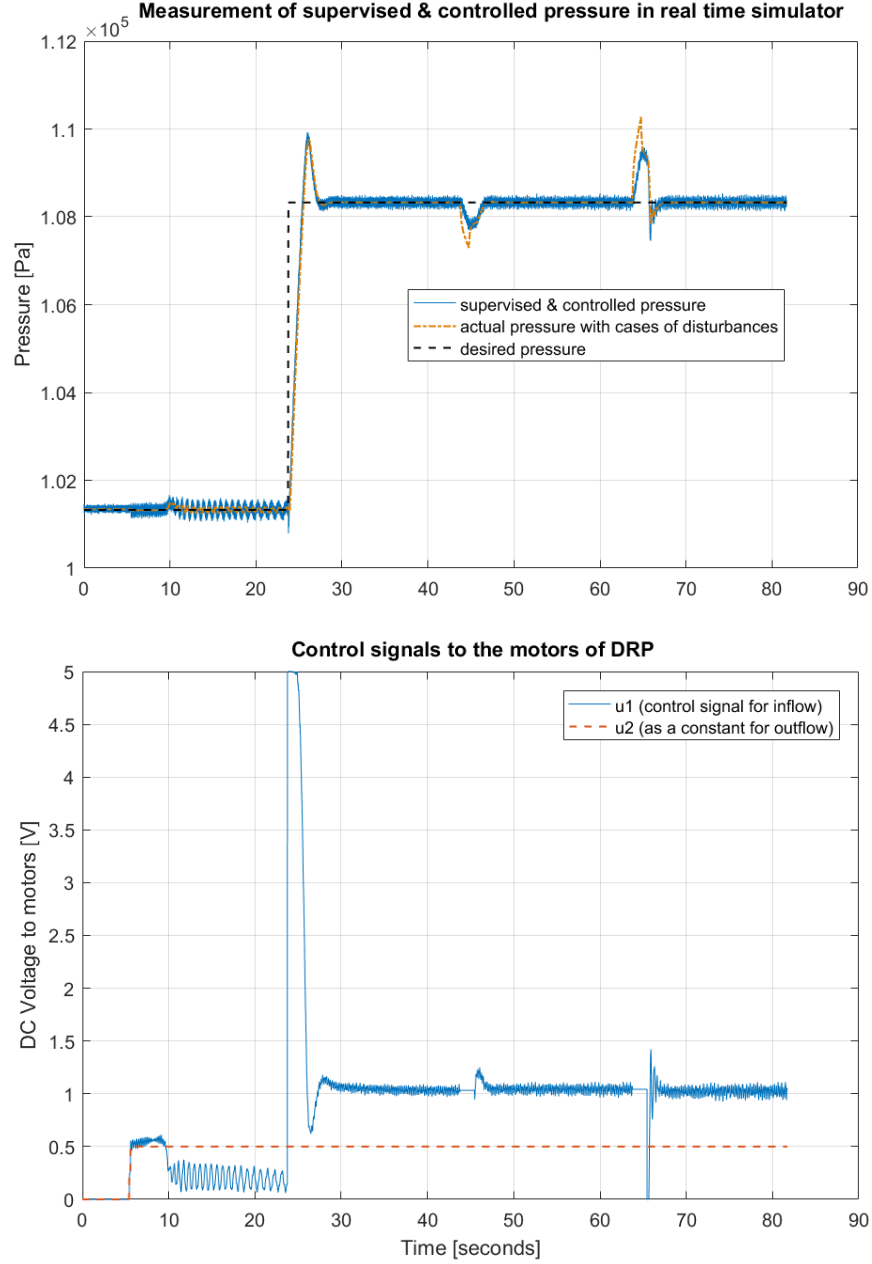 Measurement of supervised & controlled pressure in real time simulator
×10⁵
1.12
1.1
1.08
1.06
1.04
1.02
1
Pressure [Pa]
supervised & controlled pressure
actual pressure with cases of disturbances
desired pressure
0 10 20 30 40 50 60 70 80 90
Control signals to the motors of DRP
5
4.5
4
3.5
3
2.5
2
1.5
1
0.5
0
DC Voltage to motors [V]
u1 (control signal for inflow)
u2 (as a constant for outflow)
0 10 20 30 40 50 60 70 80 90
Time [seconds]